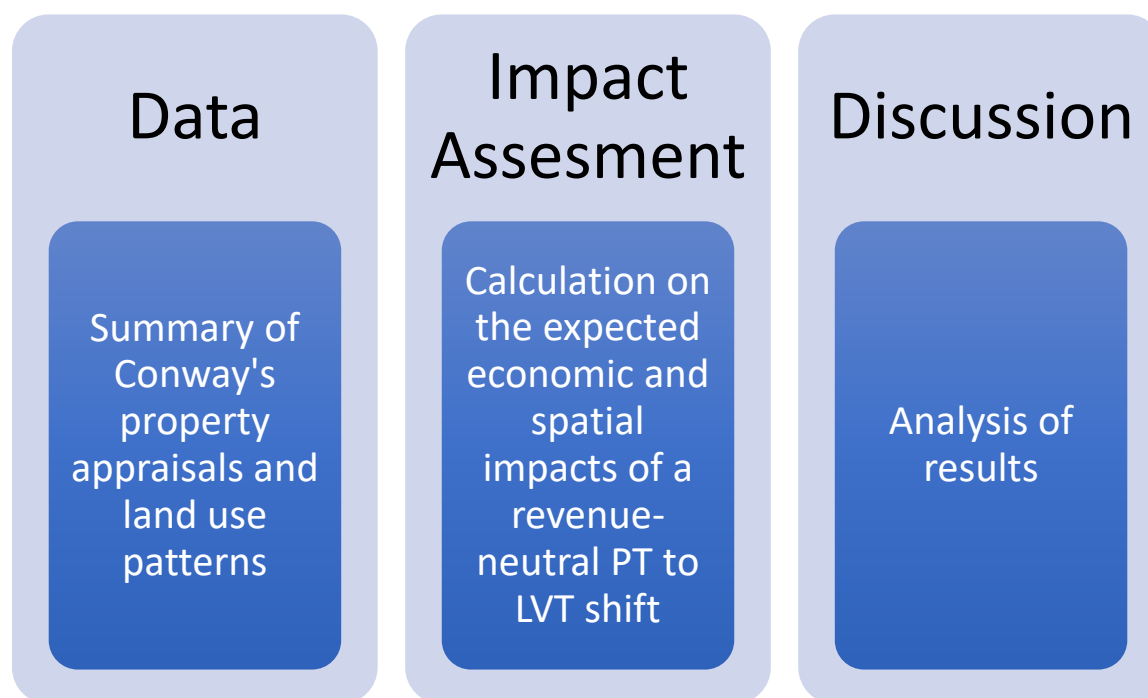 Data
Summary of
Conway's
property
appraisals and
land use
patterns
Impact
Assesment
Calculation on
the expected
economic and
spatial
impacts of a
revenue-
neutral PT to
LVT shift
Discussion
Analysis of
results